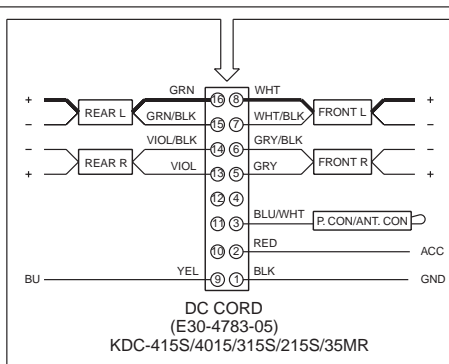 GRN 16 8 WHT
+ REAR L FRONT L +
− GRN/BLK 15 7 WHT/BLK −
− VIOL/BLK 14 6 GRY/BLK −
REAR R FRONT R
+ VIOL 13 5 GRY +
12 4
11 3 BLU/WHT P. CON/ANT. CON
10 2 RED ACC
BU YEL 9 1 BLK GND
DC CORD
(E30-4783-05)
KDC-415S/4015/315S/215S/35MR